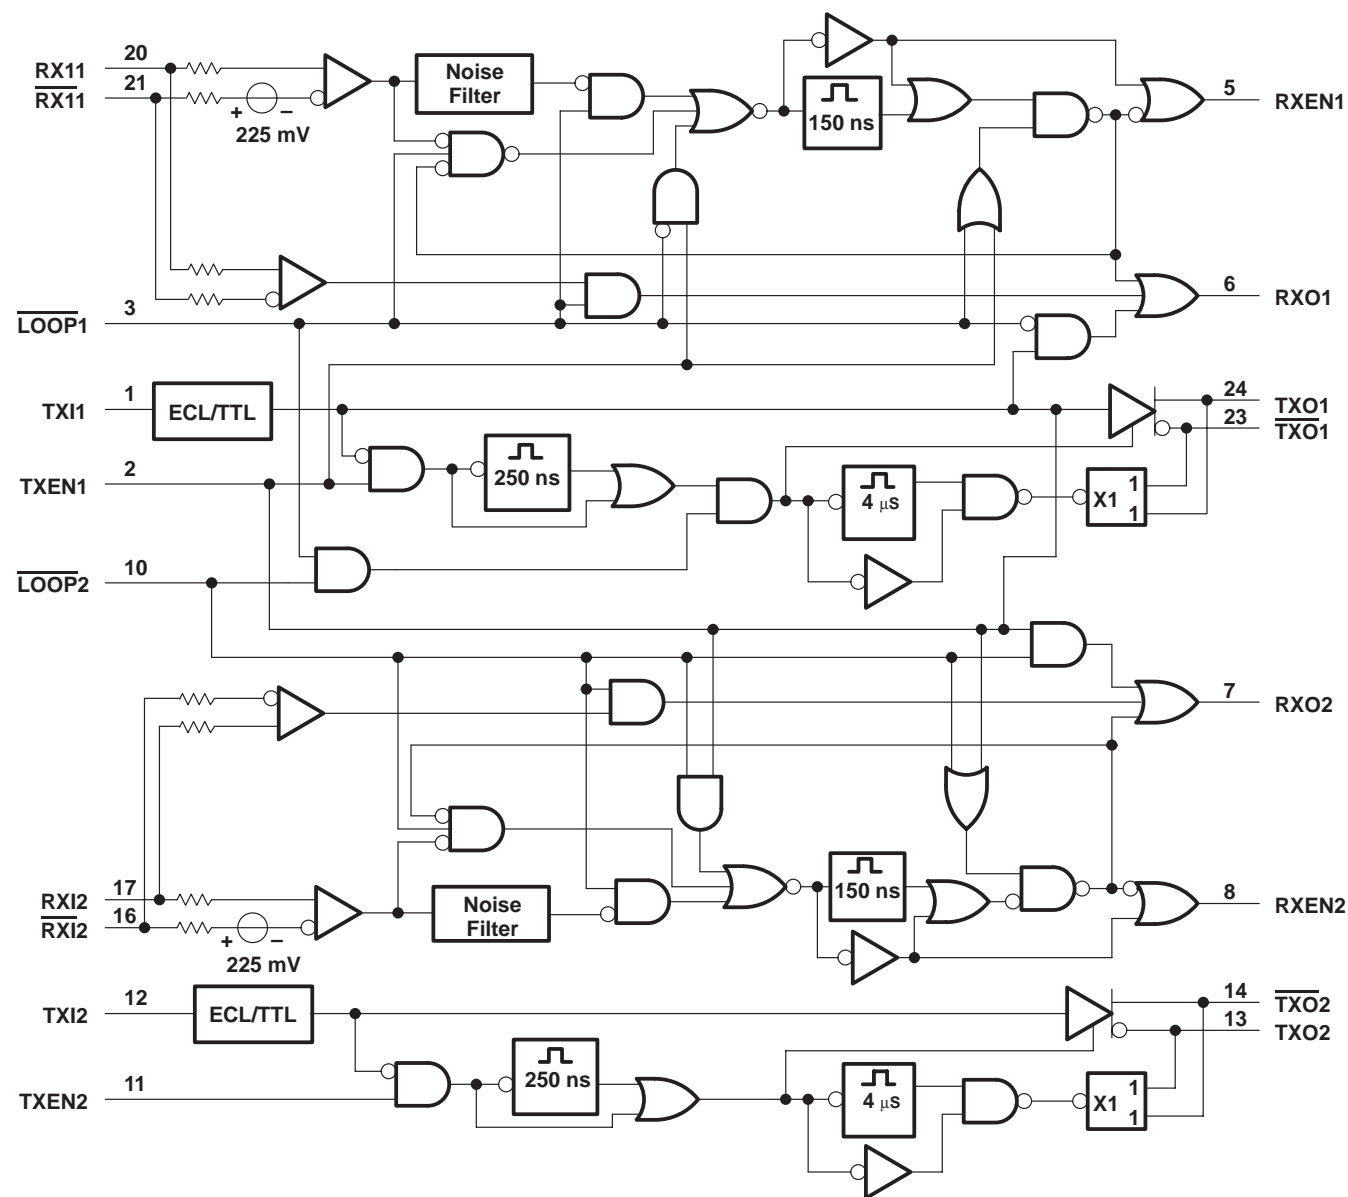 RX11
20
RX11
21
+ −
225 mV
Noise
Filter
150 ns
5
RXEN1
LOOP1
3
6
RXO1
TXI1
1
ECL/TTL
24
TXO1
23
TXO1
TXEN1
2
250 ns
4 μs
X1
1
1
LOOP2
10
7
RXO2
RXI2
17
RXI2
16
+ −
225 mV
Noise
Filter
150 ns
8
RXEN2
TXI2
12
ECL/TTL
14
TXO2
13
TXO2
TXEN2
11
250 ns
4 μs
X1
1
1